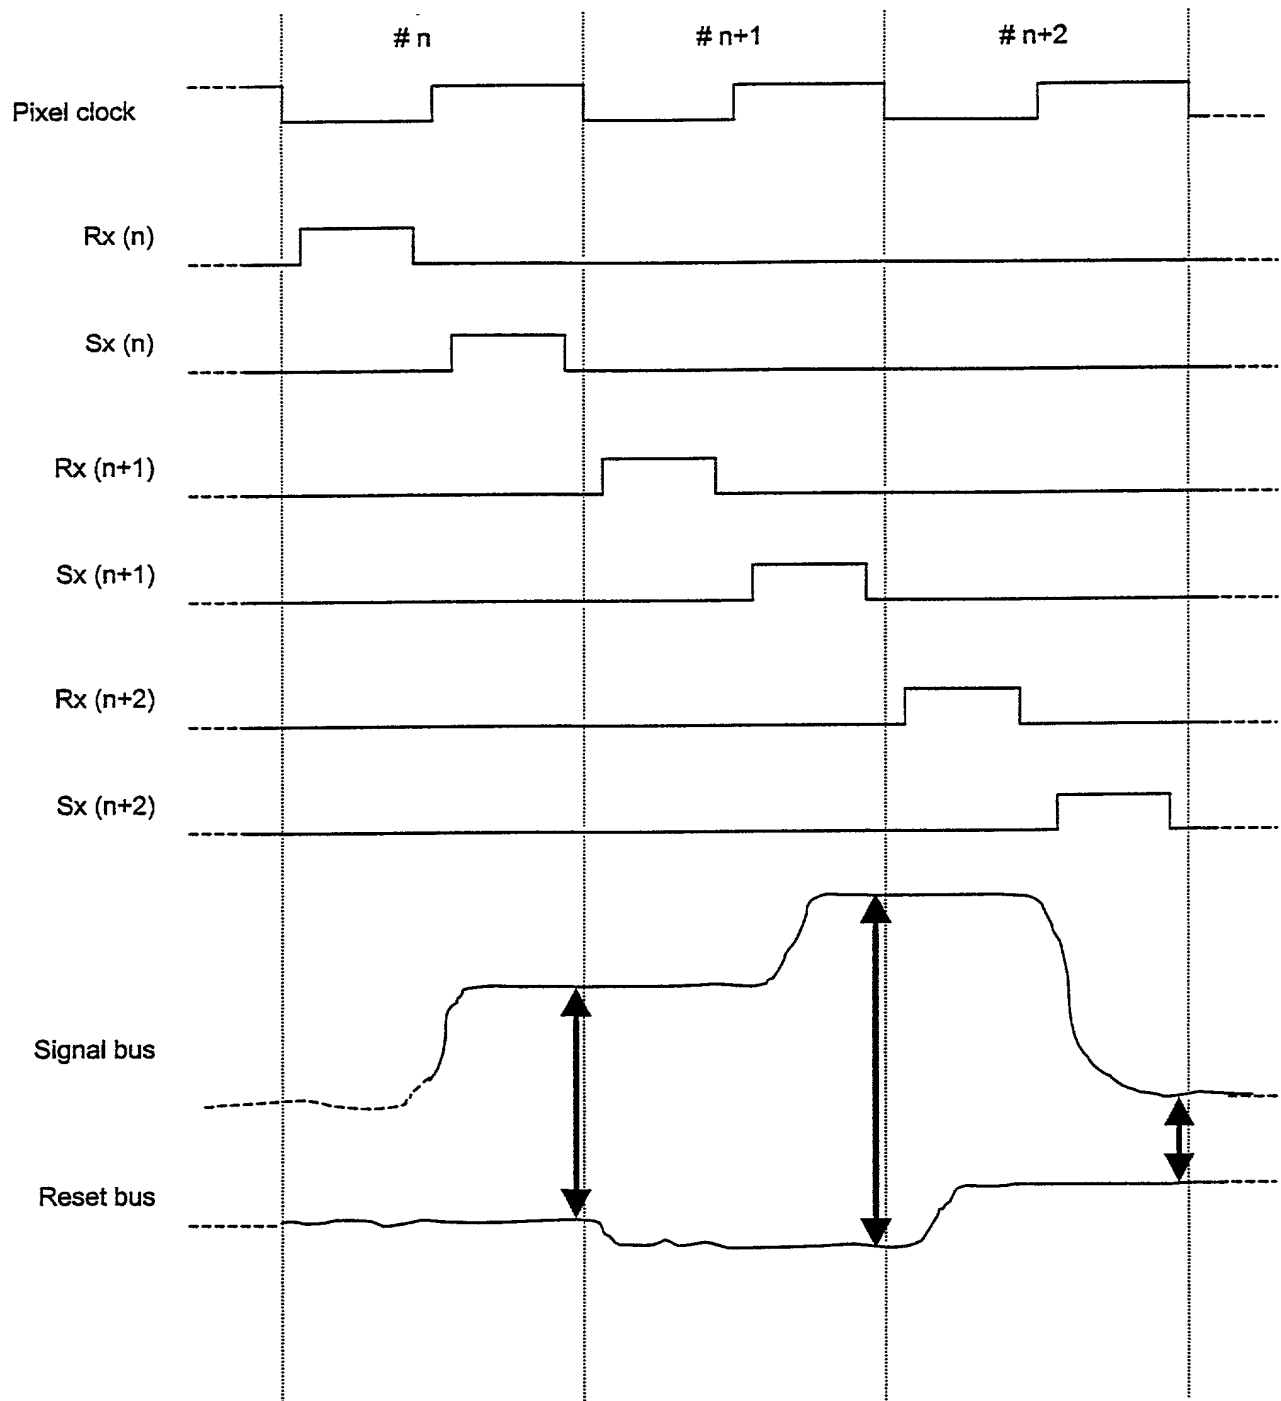 # n
# n+1
# n+2
Pixel clock
Rx (n)
Sx (n)
Rx (n+1)
Sx (n+1)
Rx (n+2)
Sx (n+2)
Signal bus
Reset bus